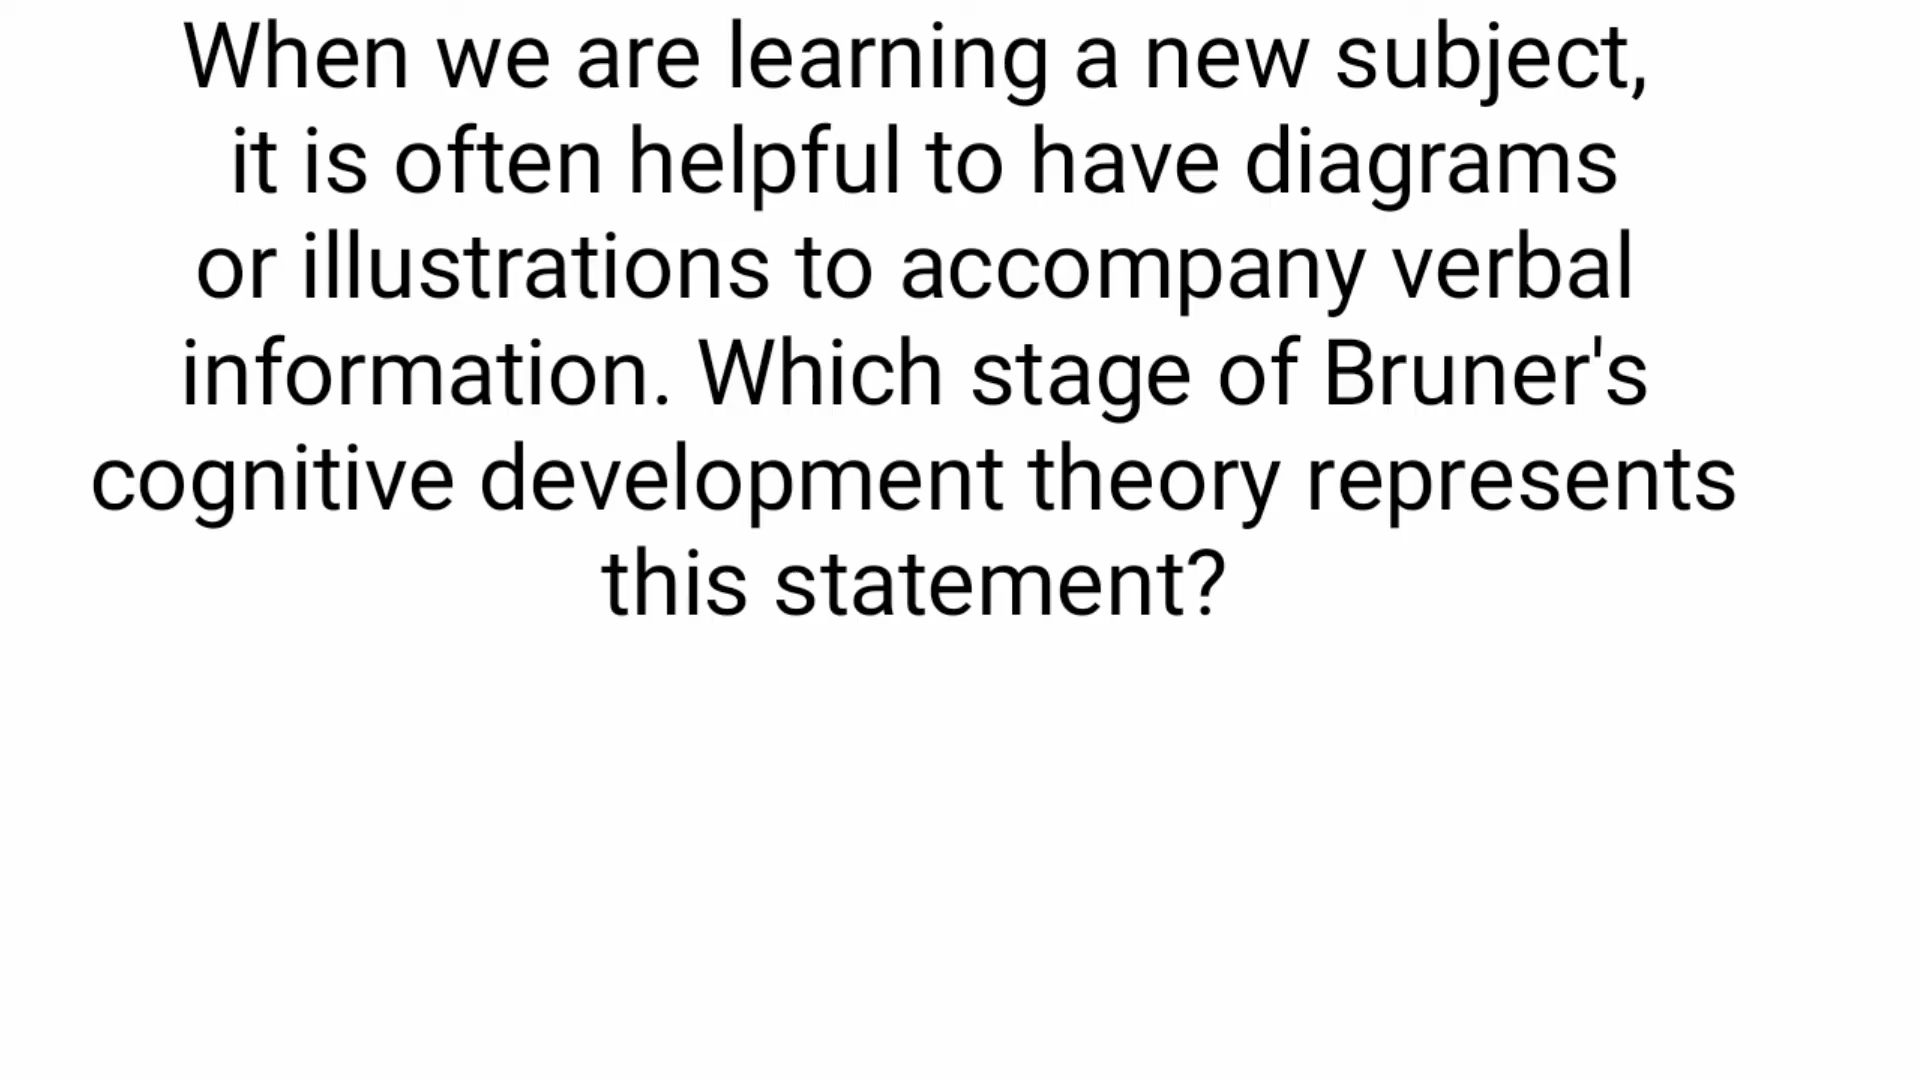 When we are learning a new subject,
it is often helpful to have diagrams
or illustrations to accompany verbal
information. Which stage of Bruner's
cognitive development theory represents
this statement?